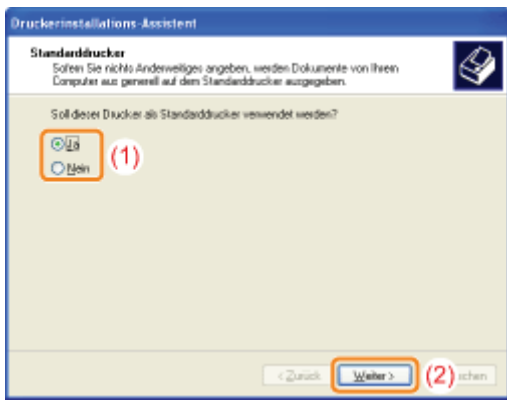 Druckerinstallations-Assistent
Standarddrucker
Sofern Sie nichts Anderweitiges angeben, werden Dokumente von Ihrem
Computer aus generell auf dem Standarddrucker ausgegeben.
Soll dieser Drucker als Standarddrucker verwendet werden?
Ja
(1)
Nein
< Zurück
Weiter >
(2)